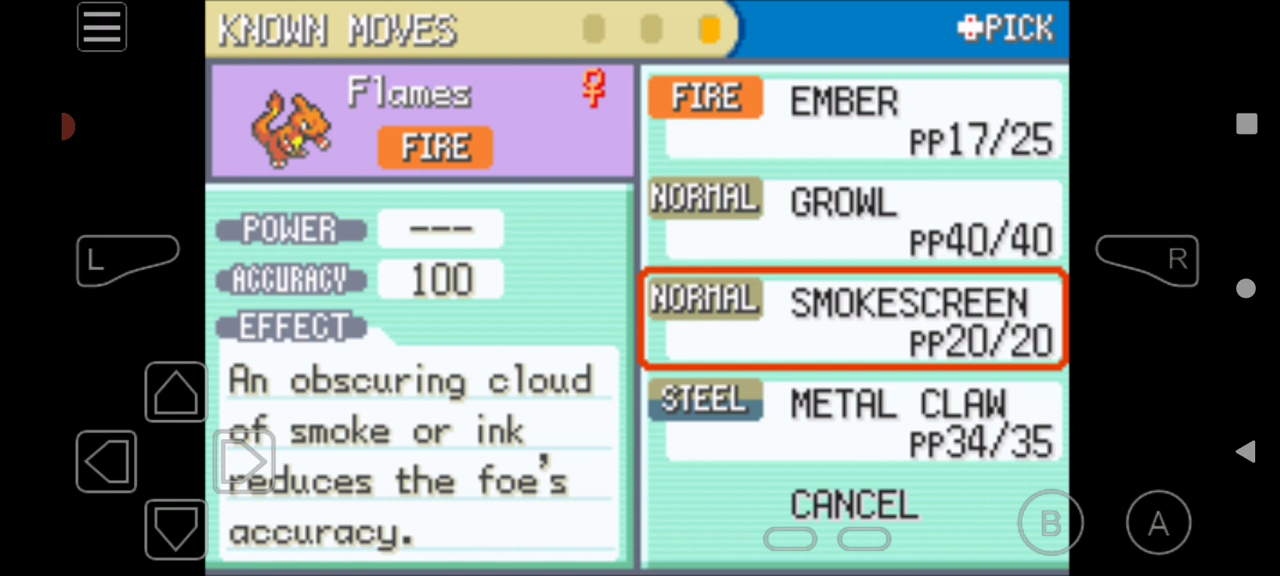 KNOWN MOVES
PICK
Flames ♀
FIRE
POWER ---
ACCURACY 100
EFFECT
An obscuring cloud
of smoke or ink
reduces the foe's
accuracy.
FIRE EMBER
PP17/25
NORMAL GROWL
PP40/40
NORMAL SMOKESCREEN
PP20/20
STEEL METAL CLAW
PP34/35
CANCEL
L
R
B
A